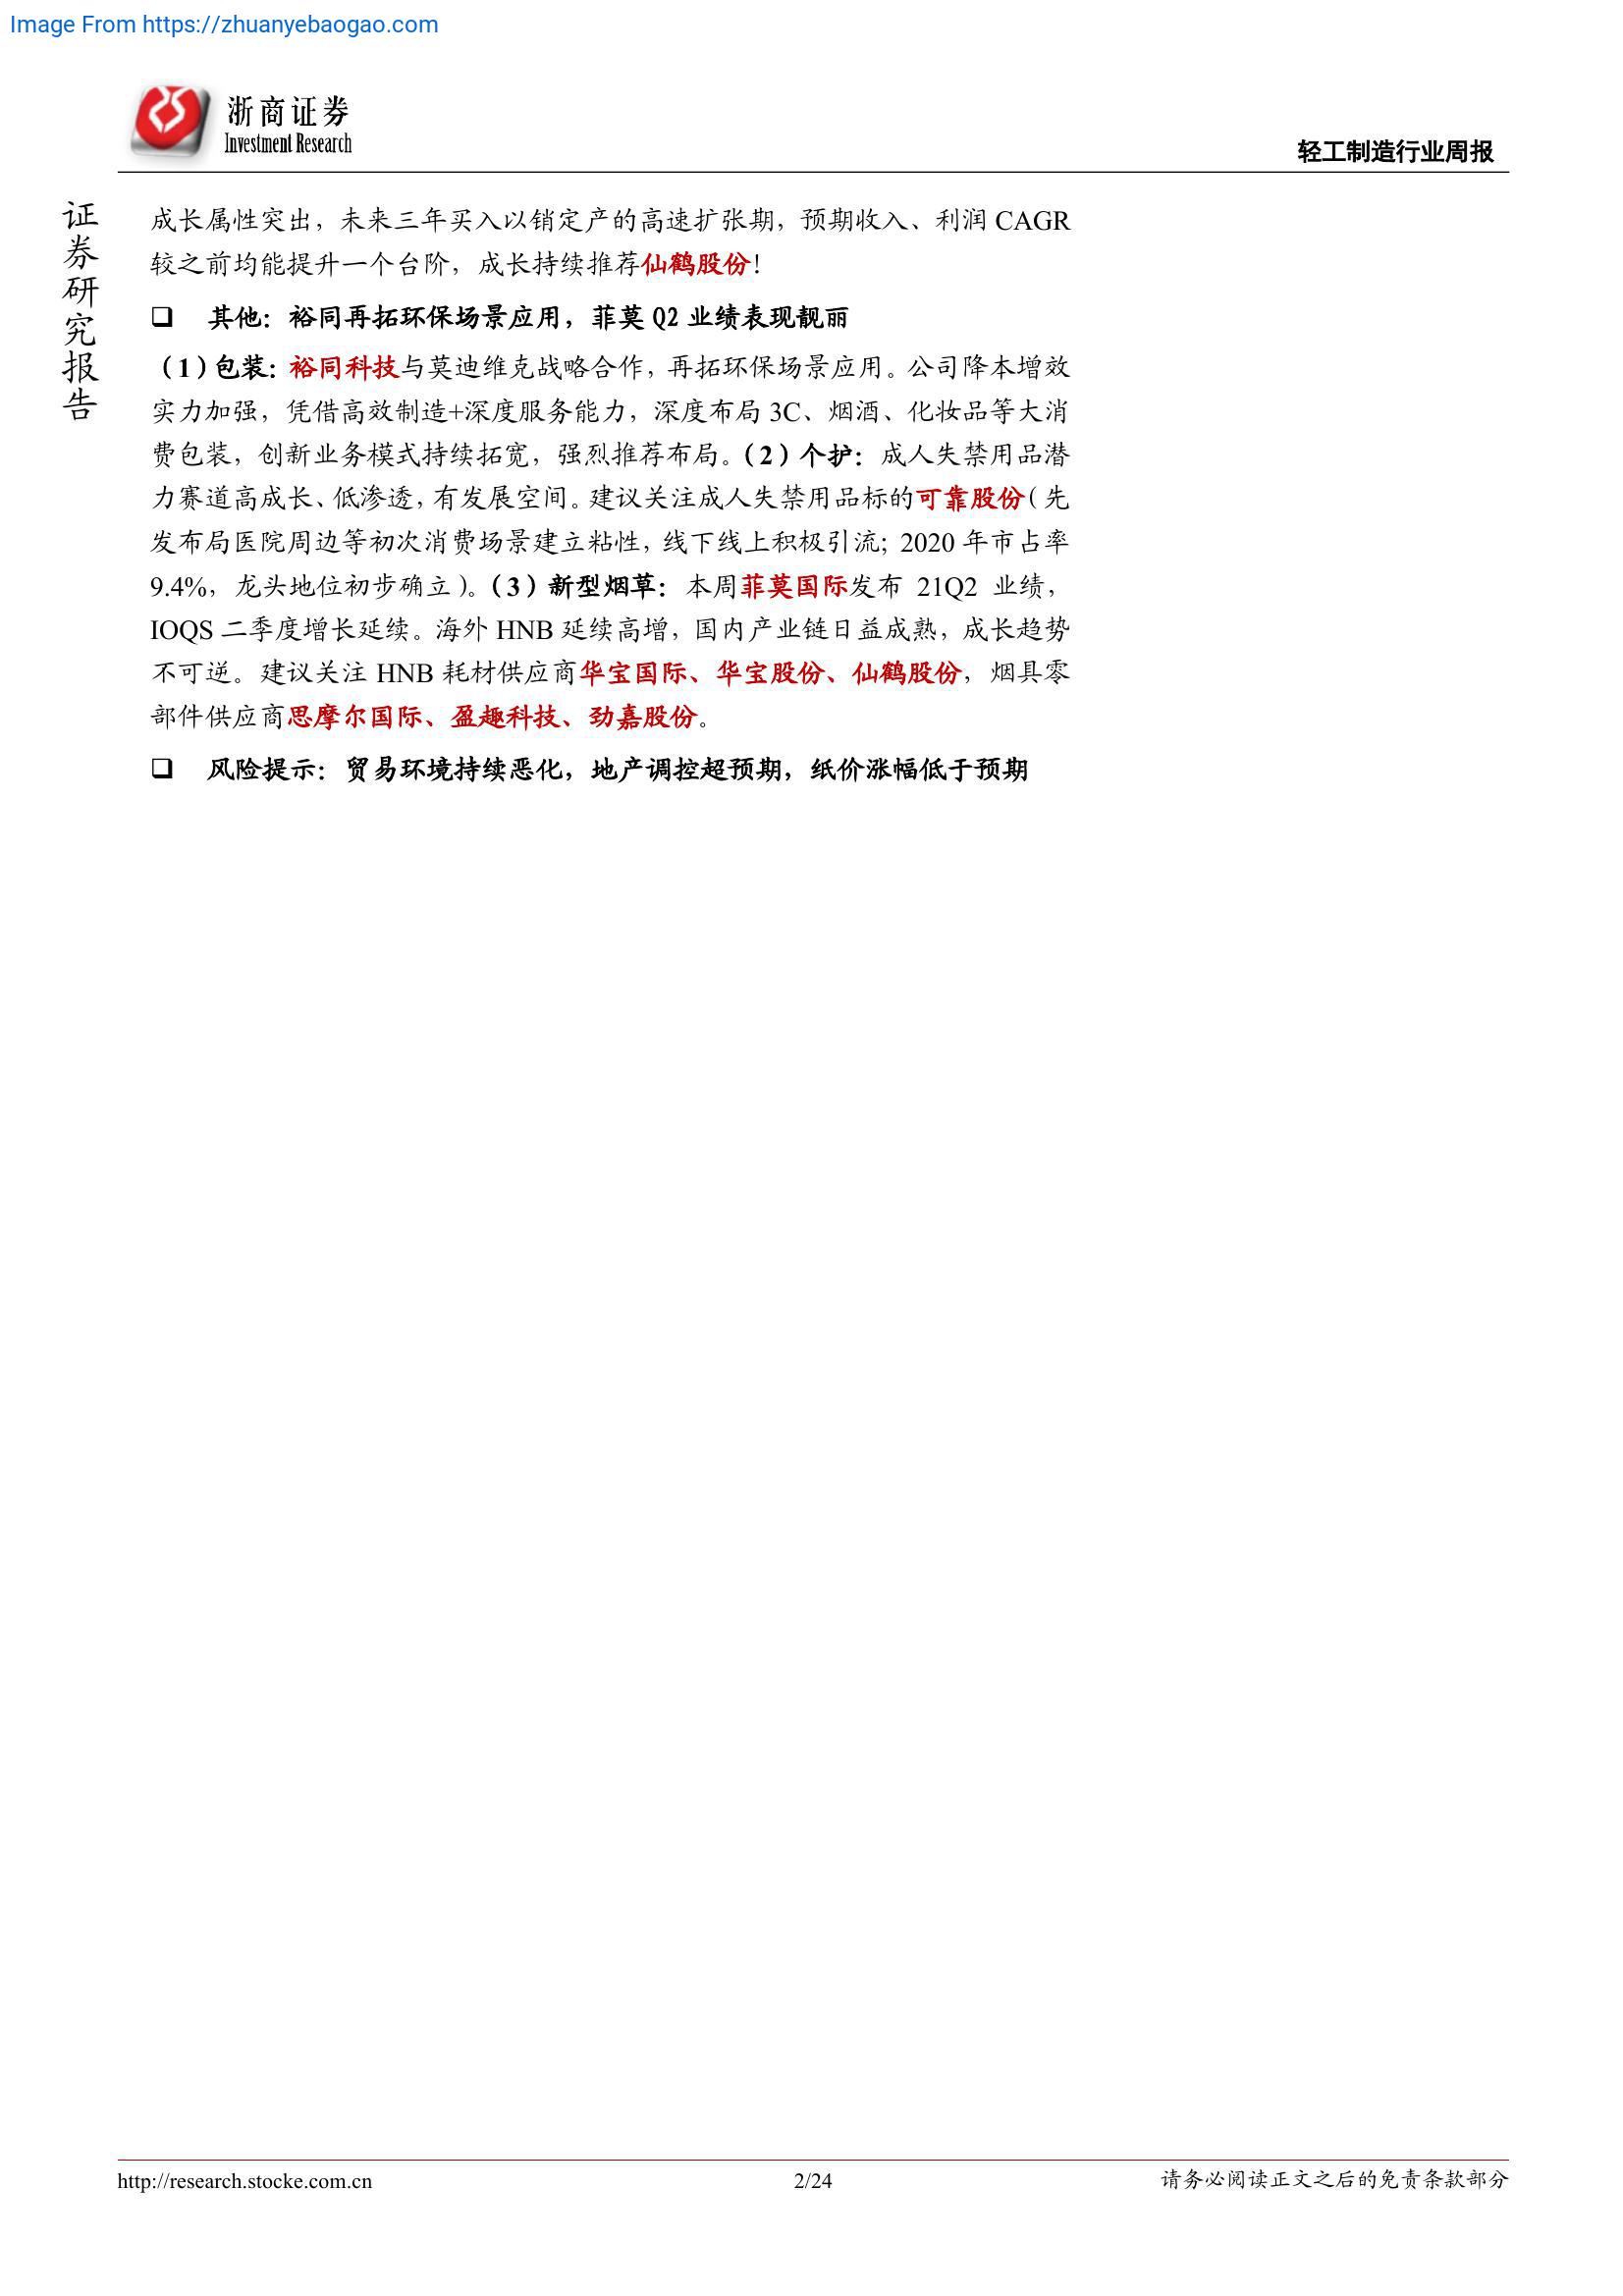 Image From https://zhuanyebaogao.com
浙商证券
Investment Research
轻工制造行业周报
证券研究报告
成长属性突出，未来三年买入以销定产的高速扩张期，预期收入、利润 CAGR
较之前均能提升一个台阶，成长持续推荐仙鹤股份！
❑ 其他：裕同再拓环保场景应用，菲莫 Q2 业绩表现靓丽
（1）包装：裕同科技与莫迪维克战略合作，再拓环保场景应用。公司降本增效
实力加强，凭借高效制造+深度服务能力，深度布局 3C、烟酒、化妆品等大消
费包装，创新业务模式持续拓宽，强烈推荐布局。（2）个护：成人失禁用品潜
力赛道高成长、低渗透，有发展空间。建议关注成人失禁用品标的可靠股份（先
发布局医院周边等初次消费场景建立粘性，线下线上积极引流；2020 年市占率
9.4%，龙头地位初步确立）。（3）新型烟草：本周菲莫国际发布 21Q2 业绩，
IOQS 二季度增长延续。海外 HNB 延续高增，国内产业链日益成熟，成长趋势
不可逆。建议关注 HNB 耗材供应商华宝国际、华宝股份、仙鹤股份，烟具零
部件供应商思摩尔国际、盈趣科技、劲嘉股份。
❑ 风险提示：贸易环境持续恶化，地产调控超预期，纸价涨幅低于预期
http://research.stocke.com.cn
2/24
请务必阅读正文之后的免责条款部分